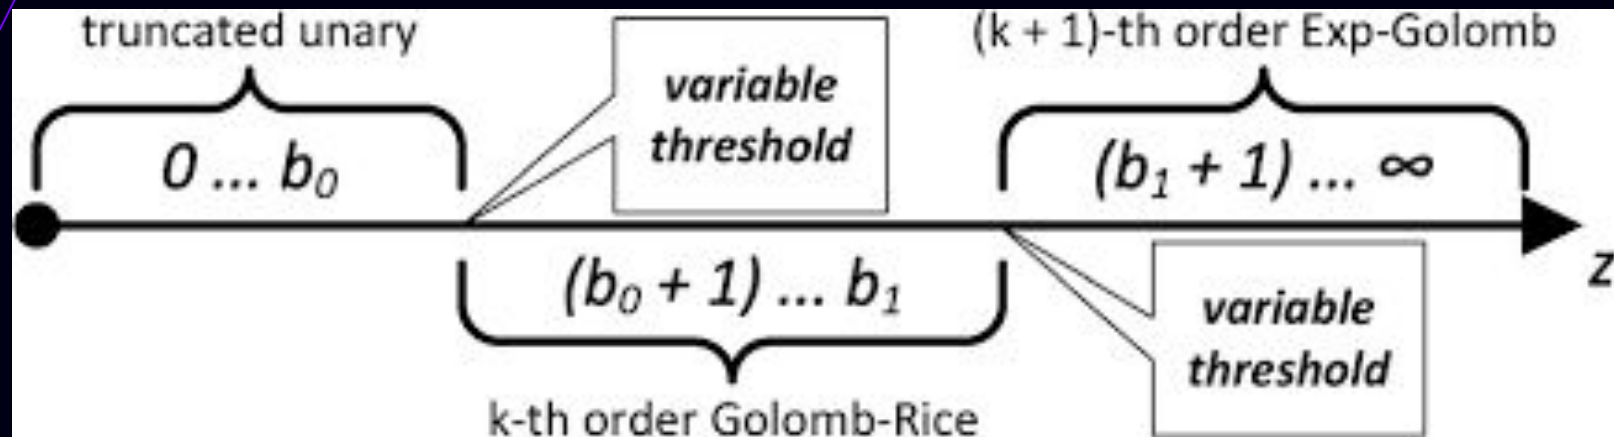 truncated unary
0 ... b₀
variable
threshold
(k + 1)-th order Exp-Golomb
(b₁ + 1) ... ∞
z
(b₀ + 1) ... b₁
k-th order Golomb-Rice
variable
threshold